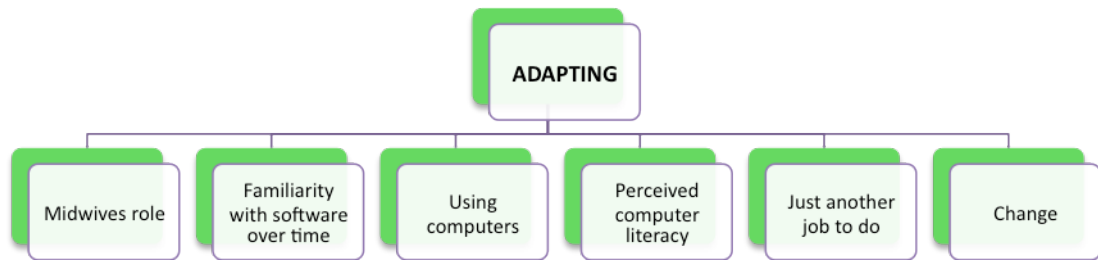 ADAPTING
Midwives role
Familiarity
with software
over time
Using
computers
Perceived
computer
literacy
Just another
job to do
Change